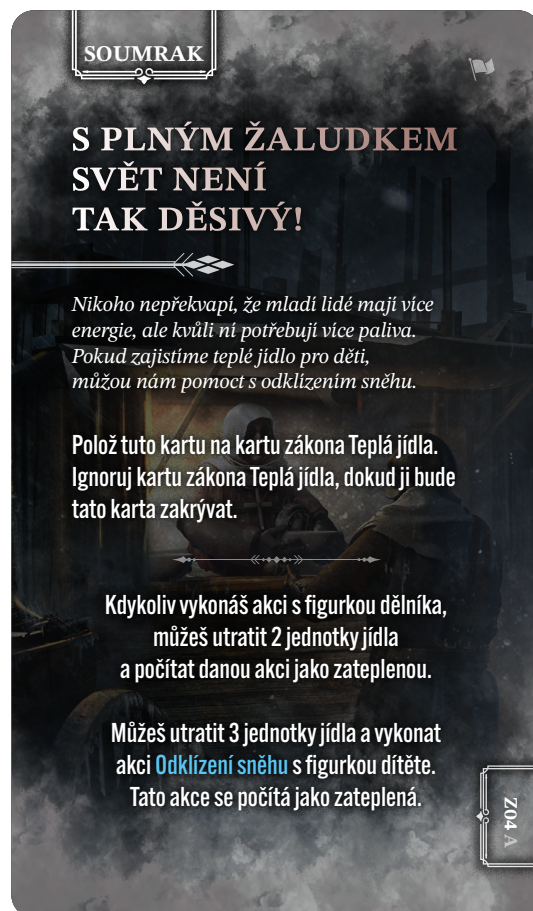 SOUMRAK
S PLNÝM ŽALUDKEM
SVĚT NENÍ
TAK DĚSIVÝ!
Nikoho nepřekvapí, že mladí lidé mají více
energie, ale kvůli ní potřebují více paliva.
Pokud zajistíme teplé jídlo pro děti,
můžou nám pomoct s odklízením sněhu.
Polož tuto kartu na kartu zákona Teplá jídla.
Ignoruj kartu zákona Teplá jídla, dokud ji bude
tato karta zakrývat.
Kdykoliv vykonáš akci s figurkou dělníka,
můžeš utratit 2 jednotky jídla
a počítat danou akci jako zateplenou.
Můžeš utratit 3 jednotky jídla a vykonat
akci Odklízení sněhu s figurkou dítěte.
Tato akce se počítá jako zateplená.
Z04 A